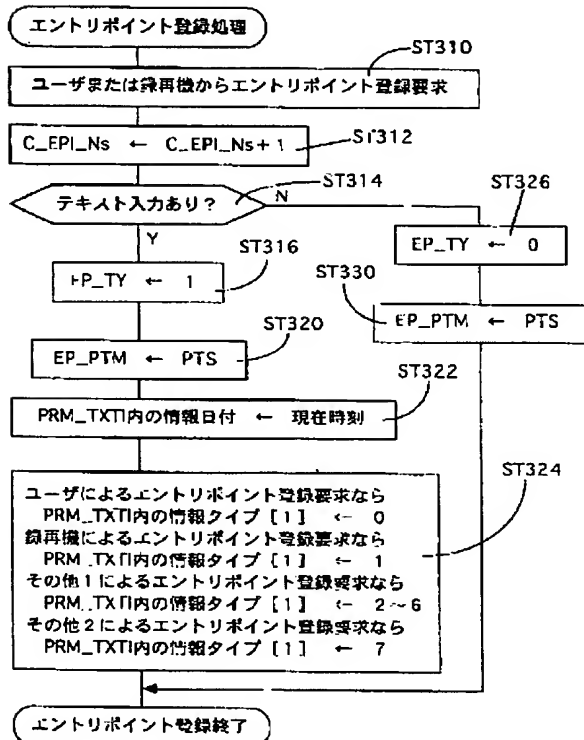 エントリポイント登録処理
ST310
ユーザまたは録再機からエントリポイント登録要求
ST312
C_EPI_Ns ← C_EPI_Ns+1
ST314
テキスト入力あり?
N
Y
ST326
EP_TY ← 0
ST316
EP_TY ← 1
ST330
EP_PTM ← PTS
ST320
EP_PTM ← PTS
ST322
PRM_TXTI内の情報日付 ← 現在時刻
ST324
ユーザによるエントリポイント登録要求なら
PRM_TXTI内の情報タイプ [1] ← 0
録再機によるエントリポイント登録要求なら
PRM_TXTI内の情報タイプ [1] ← 1
その他1によるエントリポイント登録要求なら
PRM_TXTI内の情報タイプ [1] ← 2~6
その他2によるエントリポイント登録要求なら
PRM_TXTI内の情報タイプ [1] ← 7
エントリポイント登録終了